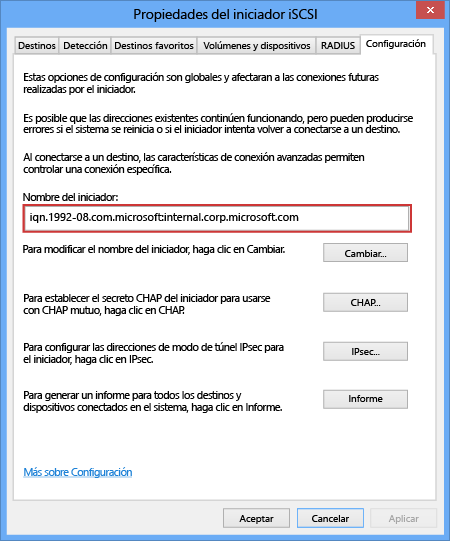 Propiedades del iniciador iSCSI
Destinos Detección Destinos favoritos Volúmenes y dispositivos RADIUS Configuración
Estas opciones de configuración son globales y afectaran a las conexiones futuras
realizadas por el iniciador.
Es posible que las direcciones existentes continúen funcionando, pero pueden producirse
errores si el sistema se reinicia o si el iniciador intenta volver a conectarse a un destino.
Al conectarse a un destino, las características de conexión avanzadas permiten
controlar una conexión específica.
Nombre del iniciador:
iqn.1992-08.com.microsoft:internal.corp.microsoft.com
Para modificar el nombre del iniciador, haga clic en Cambiar.
Cambiar...
Para establecer el secreto CHAP del iniciador para usarse
con CHAP mutuo, haga clic en CHAP.
CHAP...
Para configurar las direcciones de modo de túnel IPsec para
el iniciador, haga clic en IPsec.
IPsec...
Para generar un informe para todos los destinos y
dispositivos conectados en el sistema, haga clic en Informe.
Informe
Más sobre Configuración
Aceptar Cancelar Aplicar